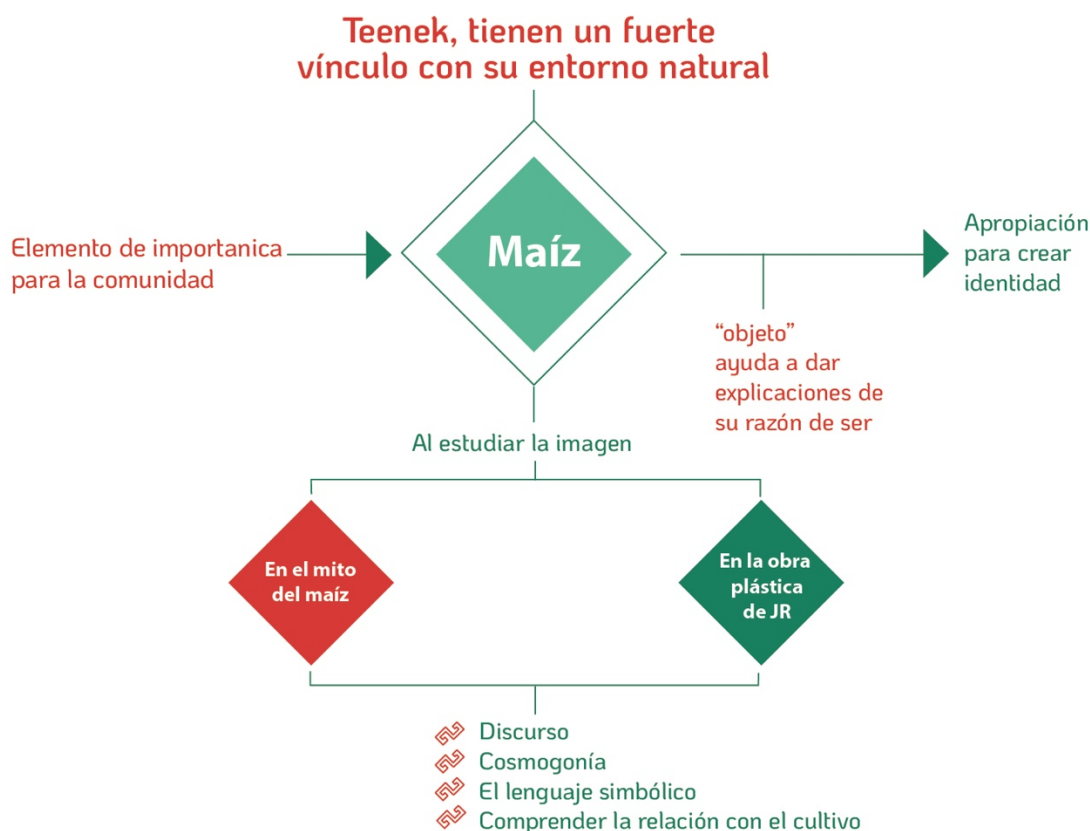 Teenek, tienen un fuerte
vínculo con su entorno natural
Elemento de importanica
para la comunidad
Maíz
Apropiación
para crear
identidad
“objeto”
ayuda a dar
explicaciones de
su razón de ser
Al estudiar la imagen
En el mito
del maíz
En la obra
plástica
de JR
Discurso
Cosmogonía
El lenguaje simbólico
Comprender la relación con el cultivo